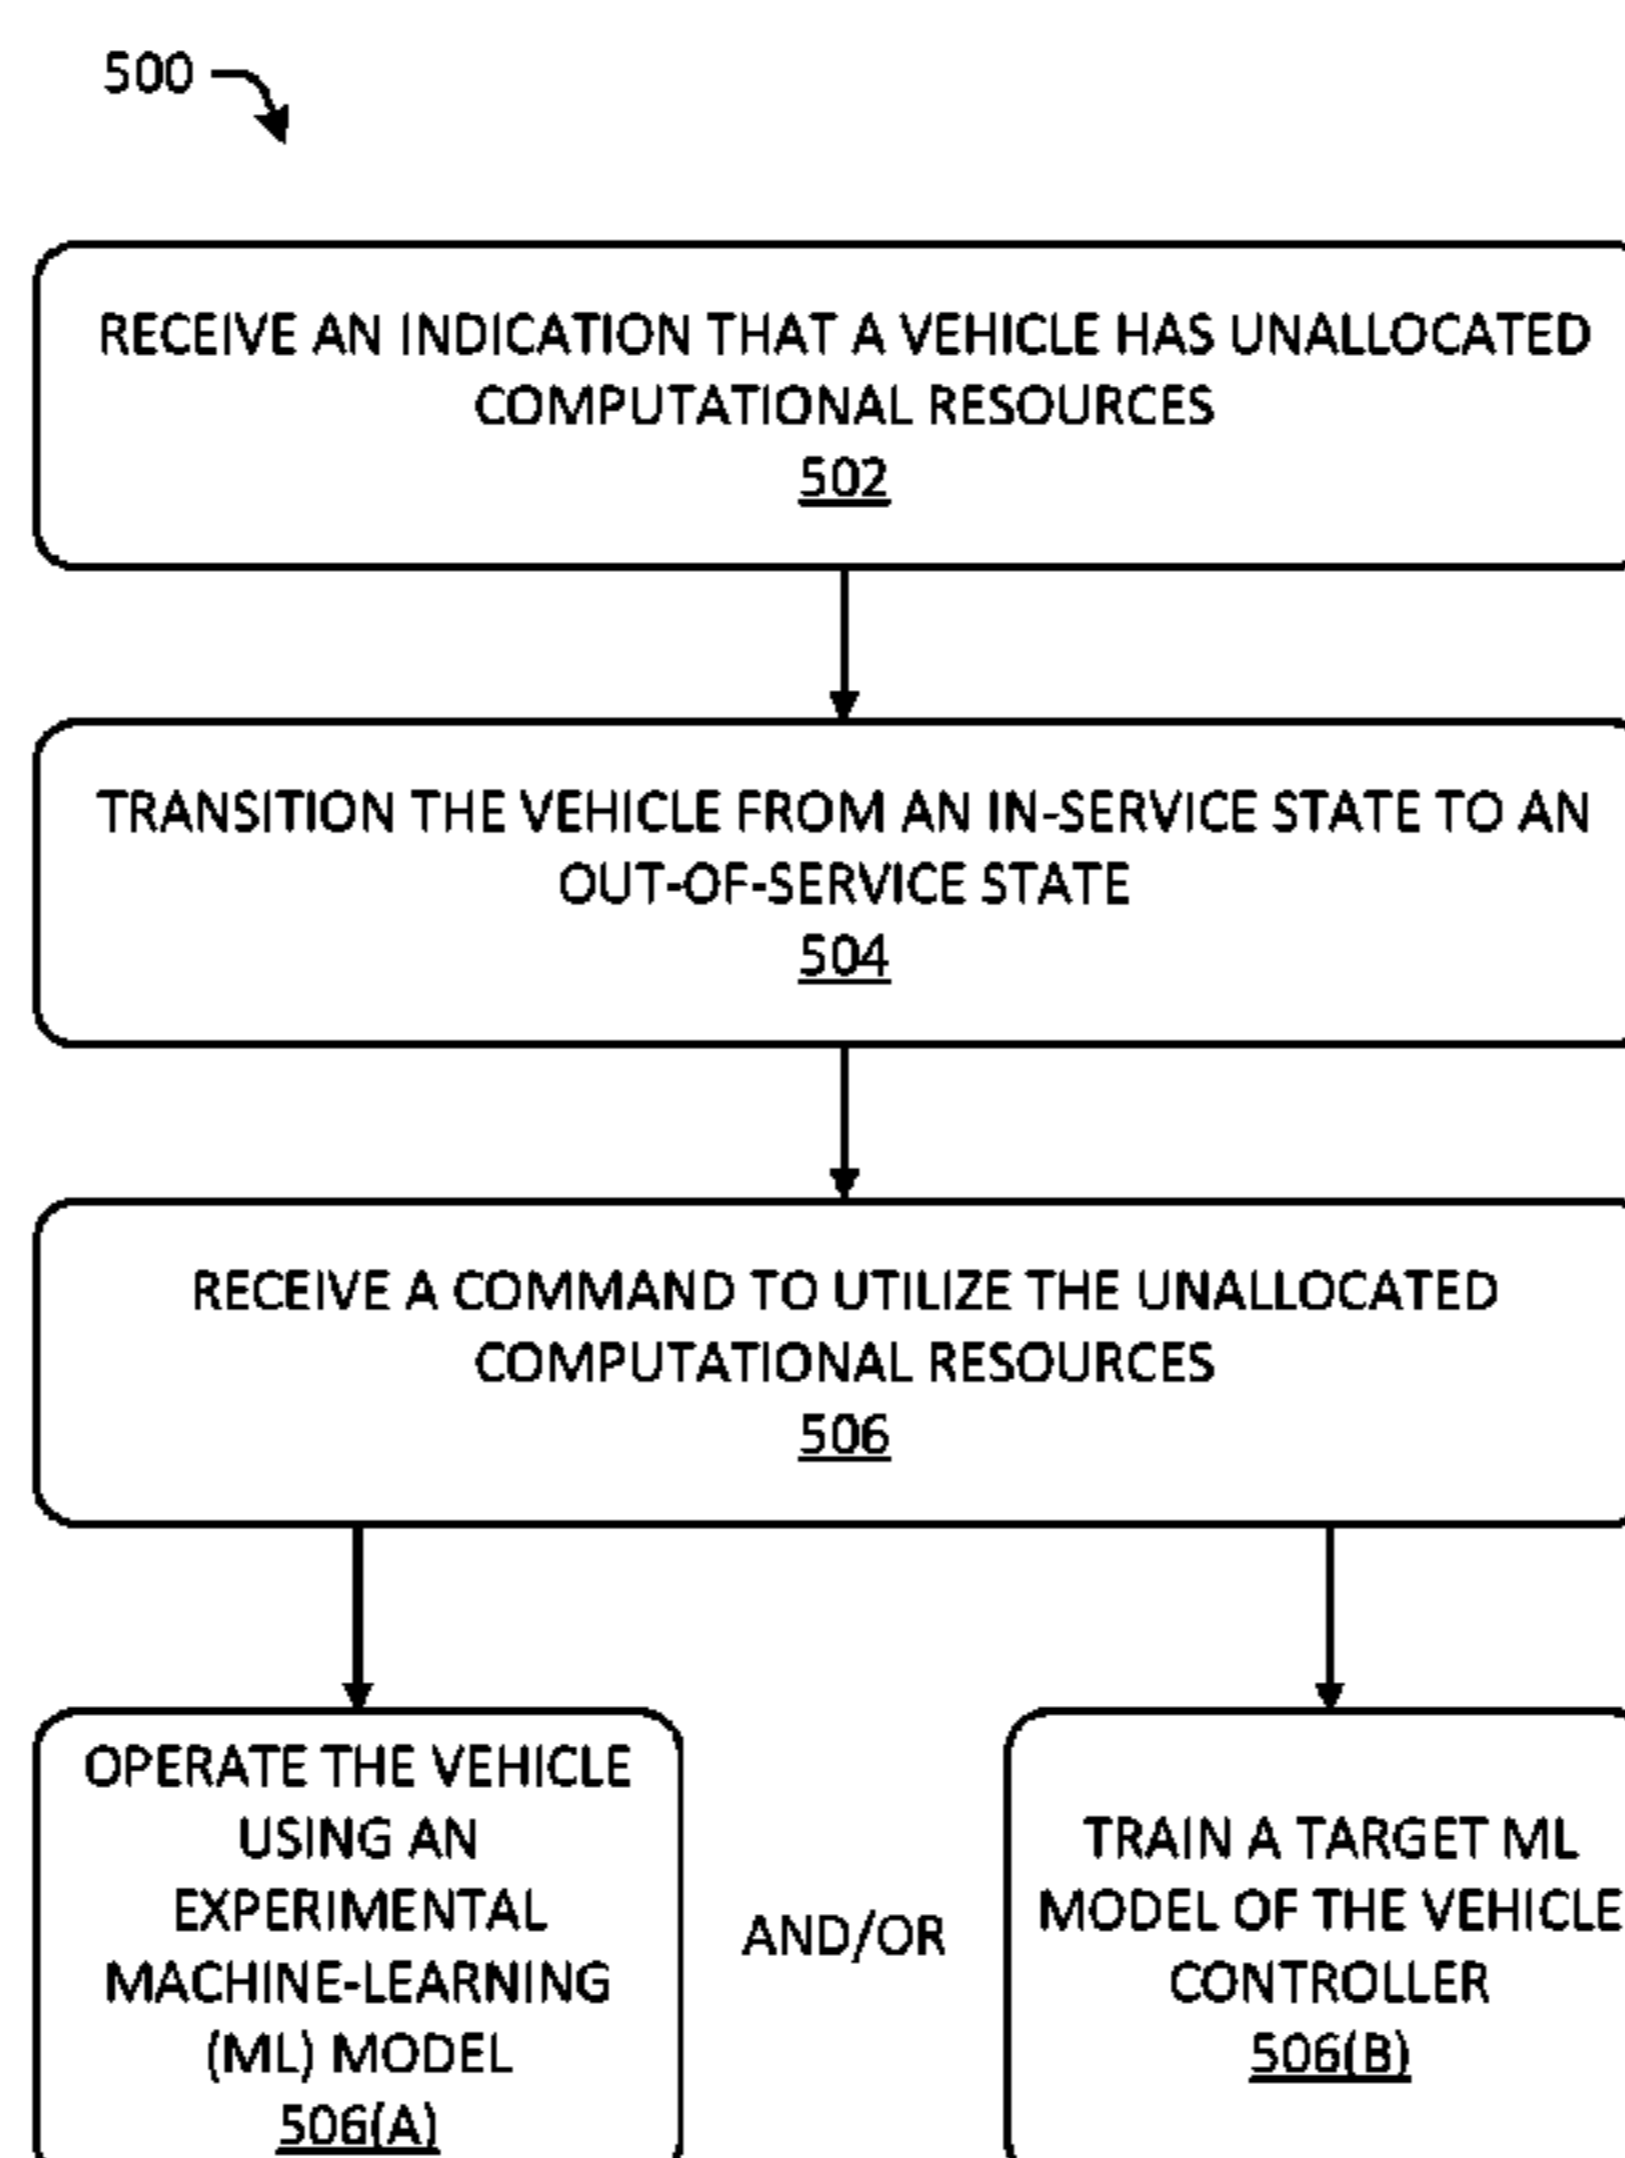 500
RECEIVE AN INDICATION THAT A VEHICLE HAS UNALLOCATED
COMPUTATIONAL RESOURCES
502
TRANSITION THE VEHICLE FROM AN IN-SERVICE STATE TO AN
OUT-OF-SERVICE STATE
504
RECEIVE A COMMAND TO UTILIZE THE UNALLOCATED
COMPUTATIONAL RESOURCES
506
OPERATE THE VEHICLE
USING AN
EXPERIMENTAL
MACHINE-LEARNING
(ML) MODEL
506(A)
AND/OR
TRAIN A TARGET ML
MODEL OF THE VEHICLE
CONTROLLER
506(B)